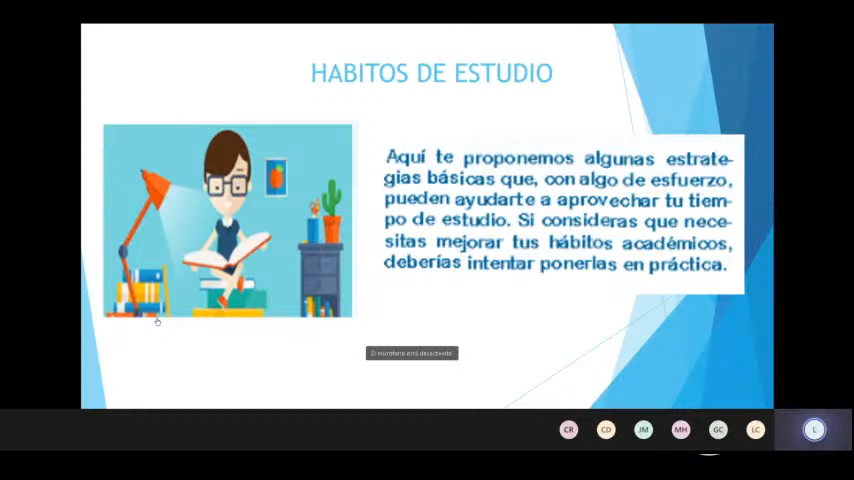 HABITOS DE ESTUDIO
Aquí te proponemos algunas estrate-
gias básicas que, con algo de esfuerzo,
pueden ayudarte a aprovechar tu tiem-
po de estudio. Si consideras que nece-
sitas mejorar tus hábitos académicos,
deberías intentar ponerlas en práctica.
El micrófono está desactivado.
CR CD JM MH GC LC L